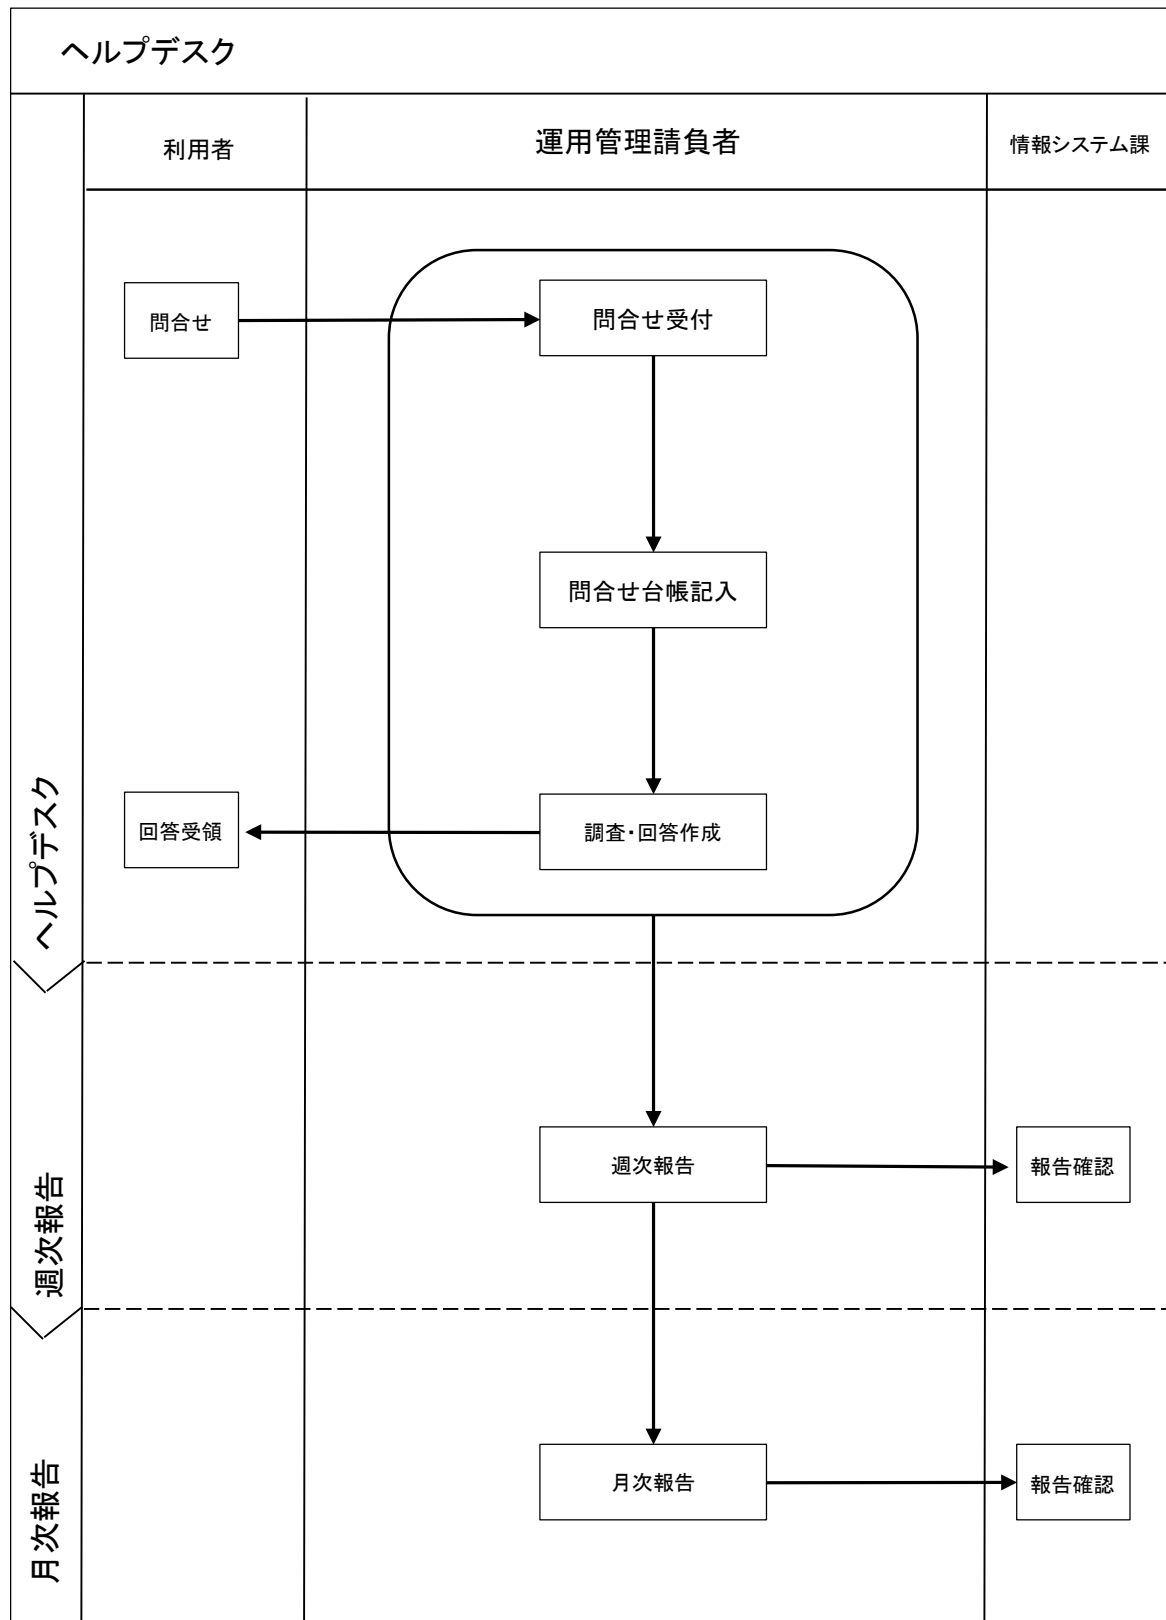 ヘルプデスク
利用者
運用管理請負者
情報システム課
問合せ
問合せ受付
問合せ台帳記入
ヘルプデスク
回答受領
調査・回答作成
週次報告
週次報告
報告確認
月次報告
月次報告
報告確認